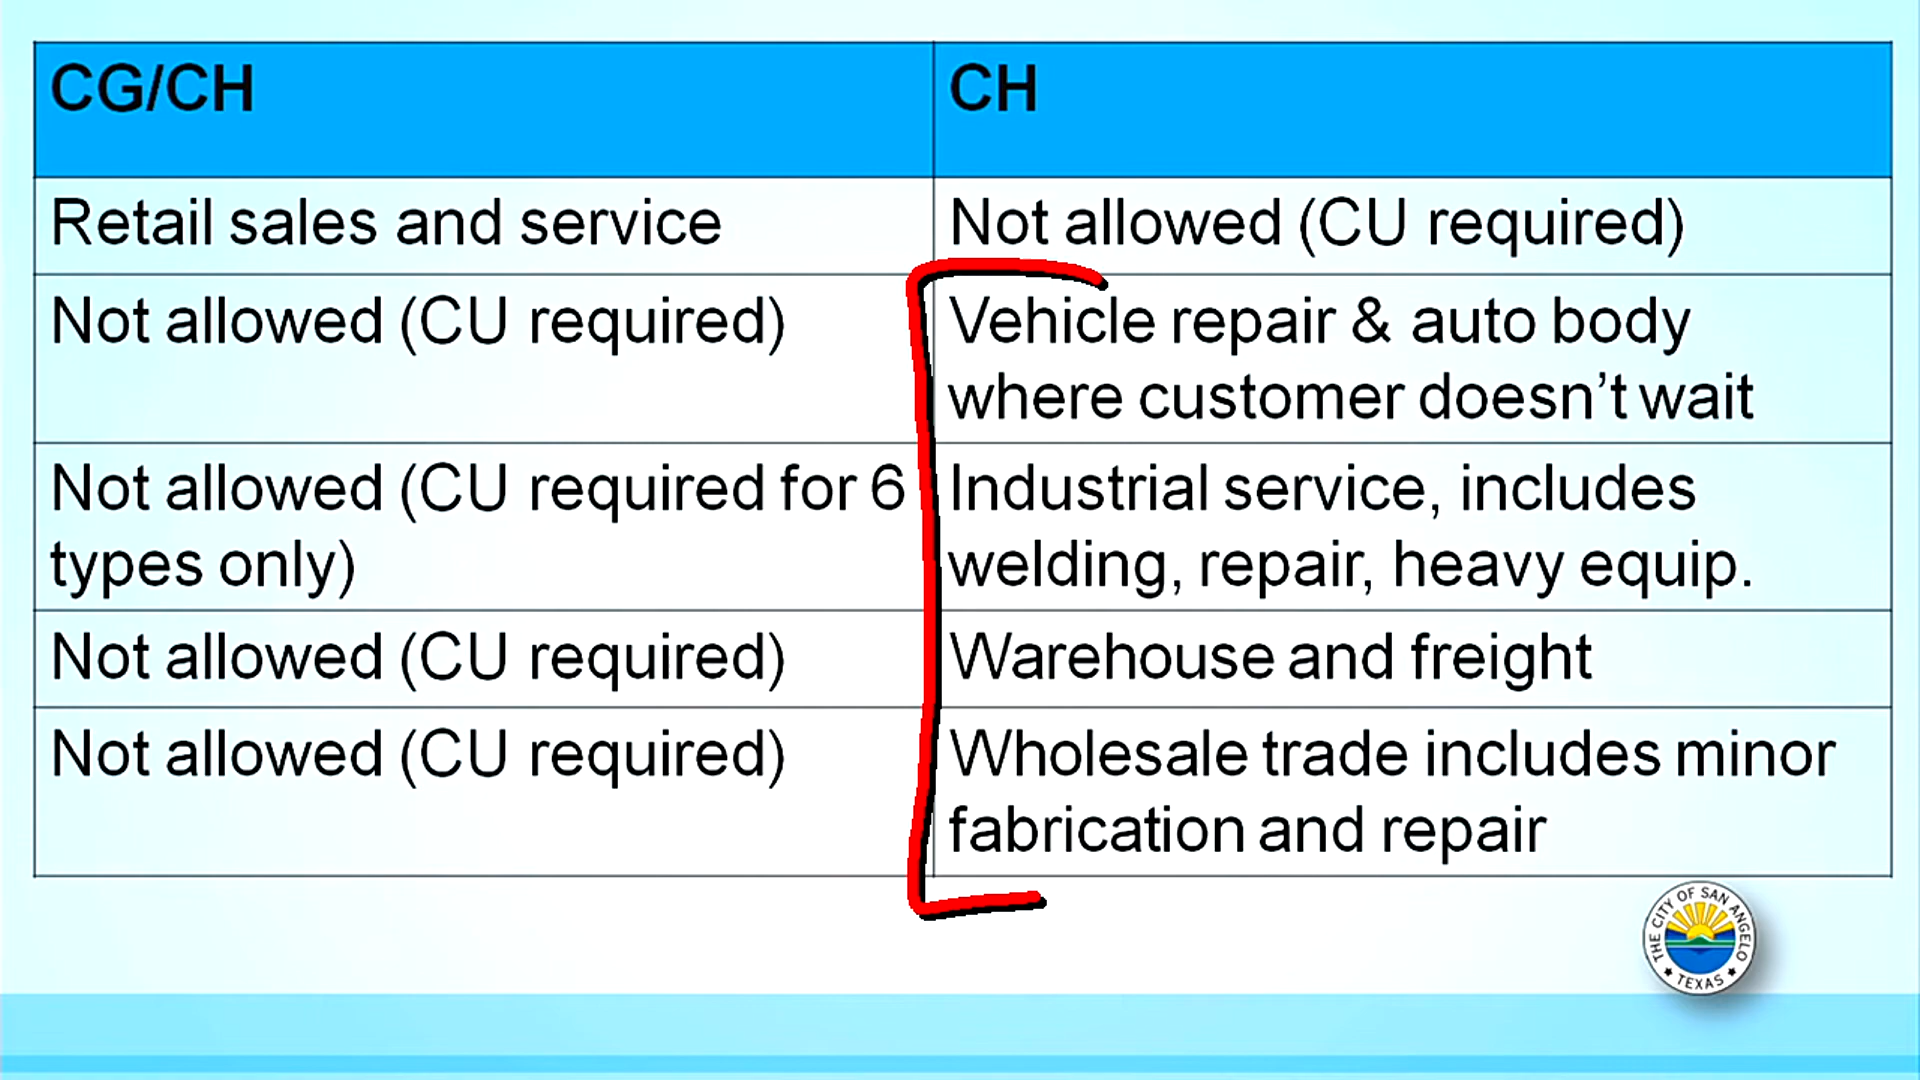 CG/CH
CH
Retail sales and service
Not allowed (CU required)
Not allowed (CU required)
Vehicle repair & auto body
where customer doesn’t wait
Not allowed (CU required for 6
types only)
Industrial service, includes
welding, repair, heavy equip.
Not allowed (CU required)
Warehouse and freight
Not allowed (CU required)
Wholesale trade includes minor
fabrication and repair
THE CITY OF SAN ANGELO
TEXAS